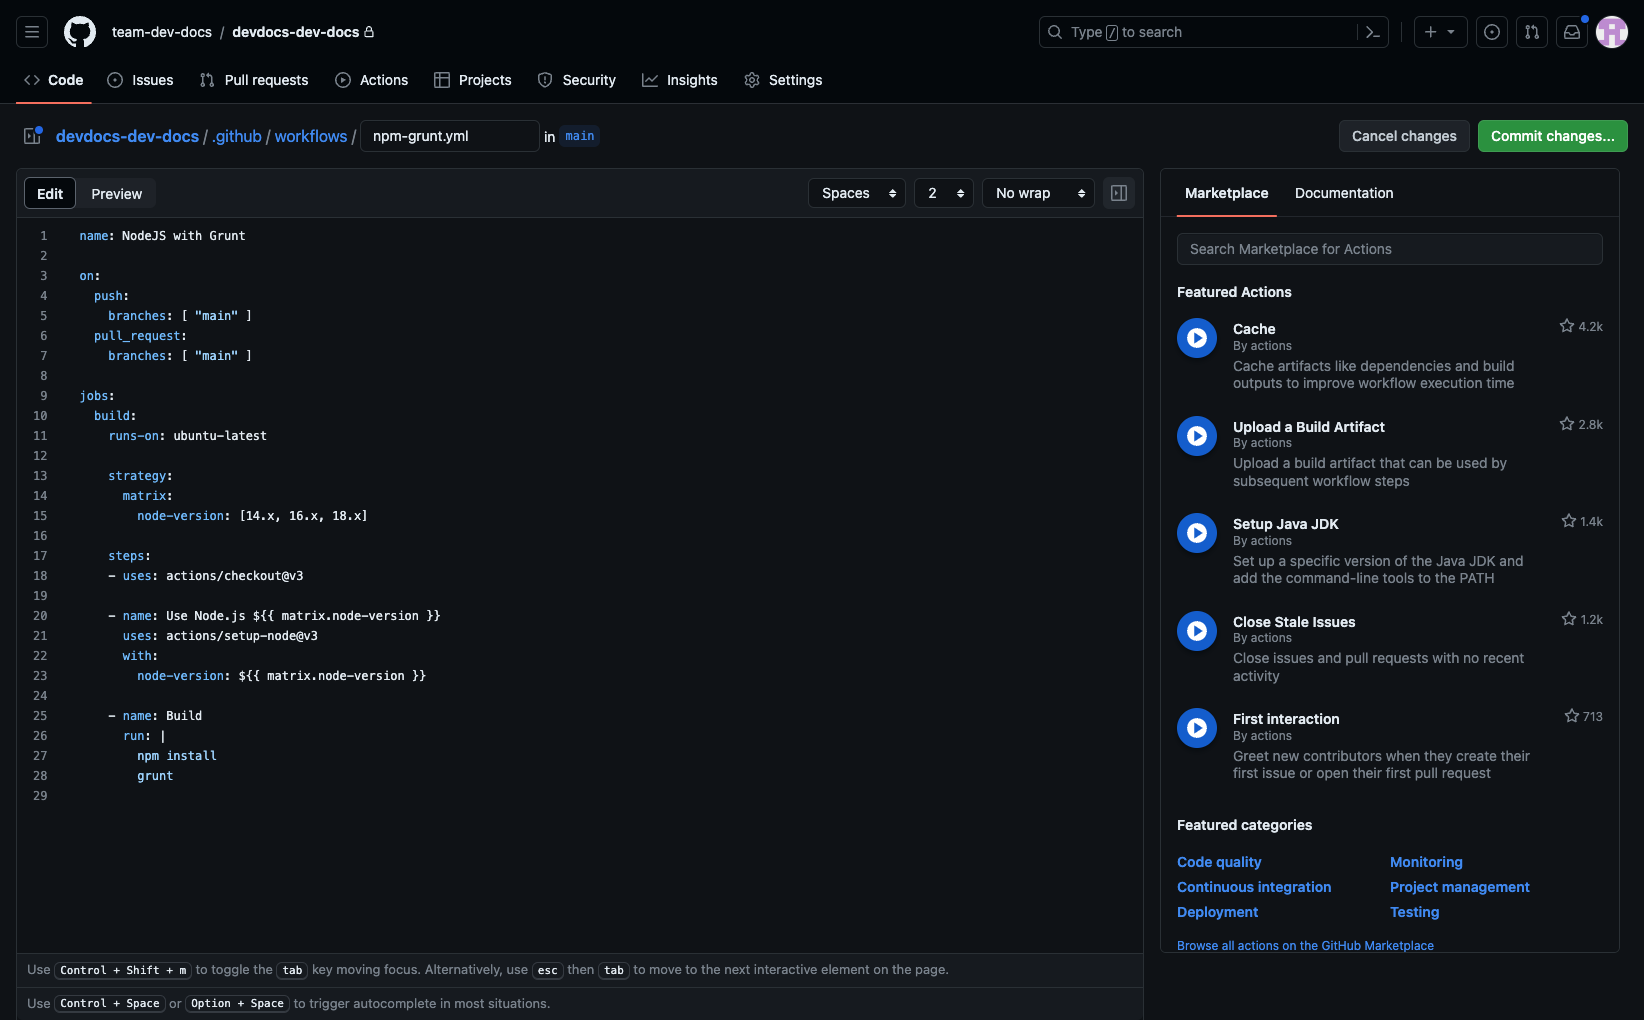 team-dev-docs / devdocs-dev-docs
Type / to search
Code
Issues
Pull requests
Actions
Projects
Security
Insights
Settings
devdocs-dev-docs / .github / workflows / npm-grunt.yml in main
Cancel changes
Commit changes...
Edit
Preview
Spaces
2
No wrap
1 name: NodeJS with Grunt
2
3 on:
4 push:
5 branches: [ "main" ]
6 pull_request:
7 branches: [ "main" ]
8
9 jobs:
10 build:
11 runs-on: ubuntu-latest
12
13 strategy:
14 matrix:
15 node-version: [14.x, 16.x, 18.x]
16
17 steps:
18 - uses: actions/checkout@v3
19
20 - name: Use Node.js ${{ matrix.node-version }}
21 uses: actions/setup-node@v3
22 with:
23 node-version: ${{ matrix.node-version }}
24
25 - name: Build
26 run: |
27 npm install
28 grunt
29
Use Control + Shift + m to toggle the tab key moving focus. Alternatively, use esc then tab to move to the next interactive element on the page.
Use Control + Space or Option + Space to trigger autocomplete in most situations.
Marketplace
Documentation
Search Marketplace for Actions
Featured Actions
Cache
4.2k
By actions
Cache artifacts like dependencies and build
outputs to improve workflow execution time
Upload a Build Artifact
2.8k
By actions
Upload a build artifact that can be used by
subsequent workflow steps
Setup Java JDK
1.4k
By actions
Set up a specific version of the Java JDK and
add the command-line tools to the PATH
Close Stale Issues
1.2k
By actions
Close issues and pull requests with no recent
activity
First interaction
713
By actions
Greet new contributors when they create their
first issue or open their first pull request
Featured categories
Code quality
Monitoring
Continuous integration
Project management
Deployment
Testing
Browse all actions on the GitHub Marketplace